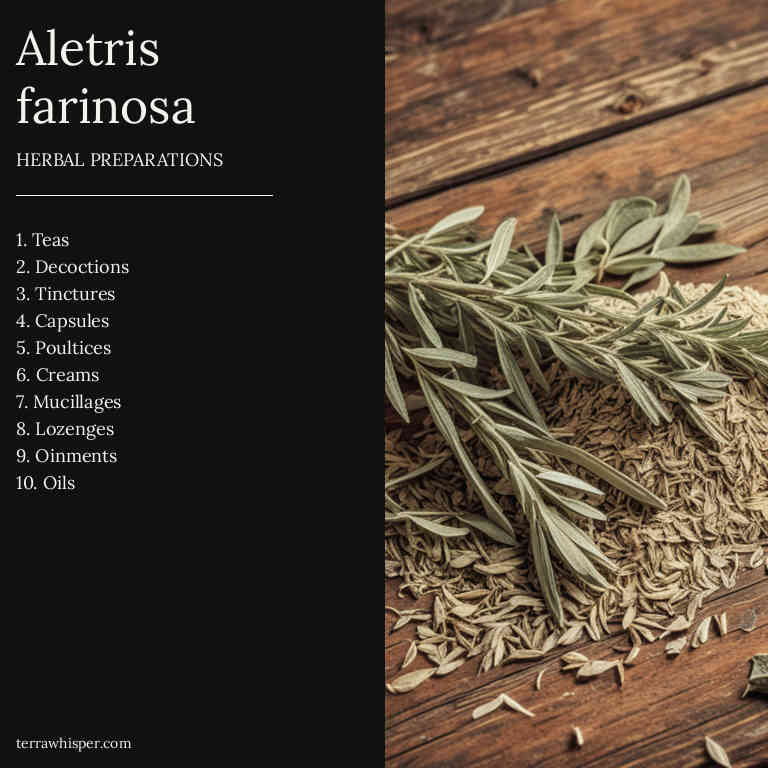 Aletris
farinosa
HERBAL PREPARATIONS
1. Teas
2. Decoctions
3. Tinctures
4. Capsules
5. Poultices
6. Creams
7. Mucillages
8. Lozenges
9. Oinments
10. Oils
terrawhisper.com